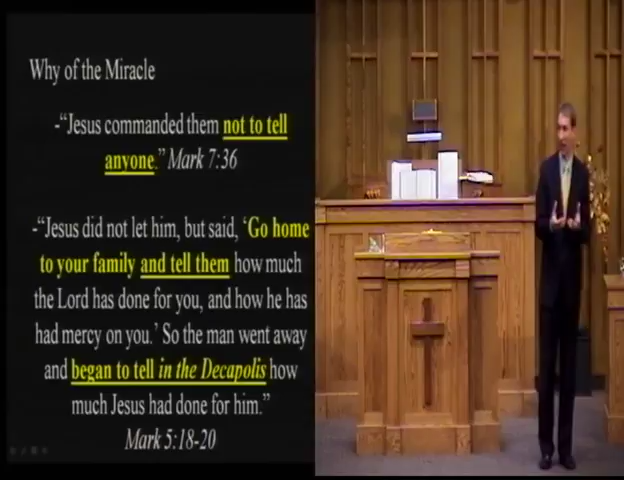 Why of the Miracle
-“Jesus commanded them not to tell
anyone.” Mark 7:36
-“Jesus did not let him, but said, ‘Go home
to your family and tell them how much
the Lord has done for you, and how he has
had mercy on you.’ So the man went away
and began to tell in the Decapolis how
much Jesus had done for him.”
Mark 5:18-20